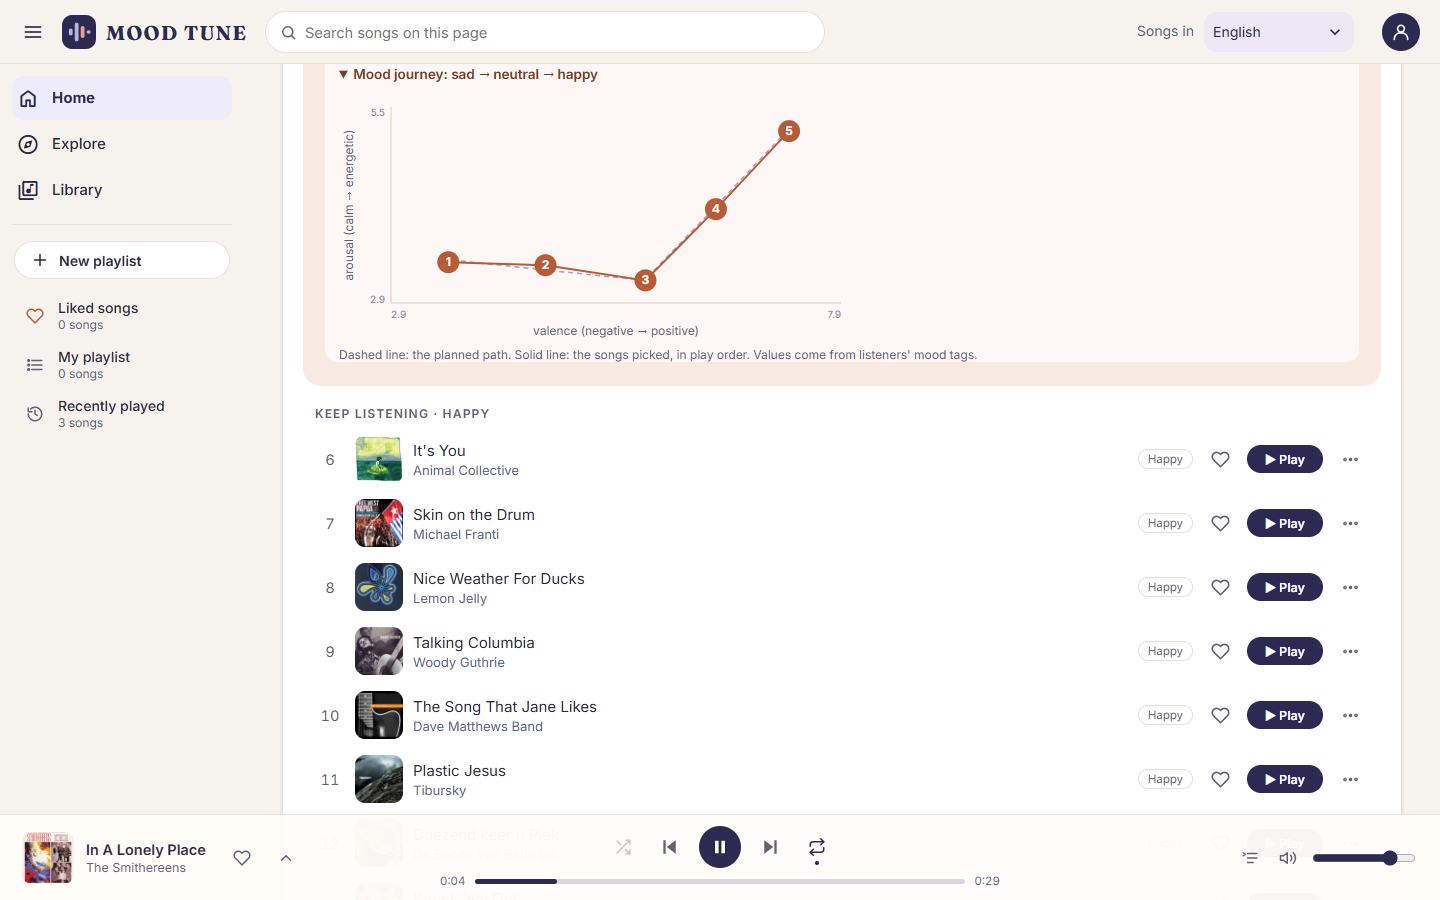 MOOD TUNE
Search songs on this page
Songs in
English
Home
Explore
Library
New playlist
Liked songs
0 songs
My playlist
0 songs
Recently played
3 songs
▼ Mood journey: sad → neutral → happy
5.5
arousal (calm → energetic)
2.9
1
2
3
4
5
2.9
7.9
valence (negative → positive)
Dashed line: the planned path. Solid line: the songs picked, in play order. Values come from listeners' mood tags.
KEEP LISTENING · HAPPY
6
It's You
Animal Collective
Happy
▶ Play
7
Skin on the Drum
Michael Franti
Happy
▶ Play
8
Nice Weather For Ducks
Lemon Jelly
Happy
▶ Play
9
Talking Columbia
Woody Guthrie
Happy
▶ Play
10
The Song That Jane Likes
Dave Matthews Band
Happy
▶ Play
11
Plastic Jesus
Tibursky
Happy
▶ Play
In A Lonely Place
The Smithereens
0:04
0:29